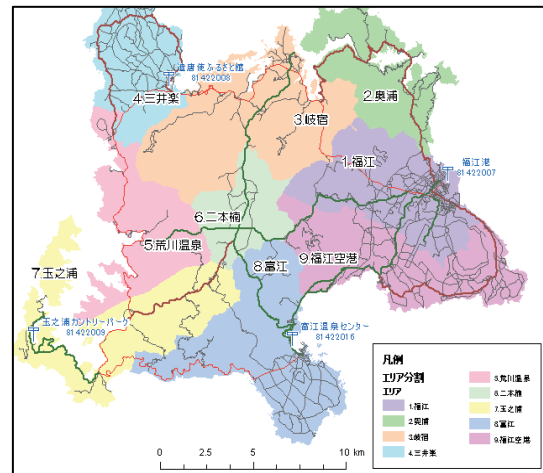 遣唐使ふるさと館
81422008
4.三井楽
2.奥浦
3.岐宿
1.福江
福江港
81422007
6.二本楠
5.荒川温泉
9.福江空港
8.富江
7.玉之浦
玉之浦カントリーパーク
81422009
富江温泉センター
81422016
凡例
エリア分割
エリア
1.福江
2.奥浦
3.岐宿
4.三井楽
5.荒川温泉
6.二本楠
7.玉之浦
8.富江
9.福江空港
0 2.5 5 10 km